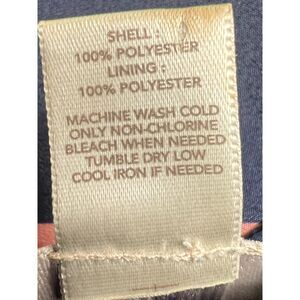 SHELL :
100% POLYESTER
LINING :
100% POLYESTER
MACHINE WASH COLD
ONLY NON-CHLORINE
BLEACH WHEN NEEDED
TUMBLE DRY LOW
COOL IRON IF NEEDED